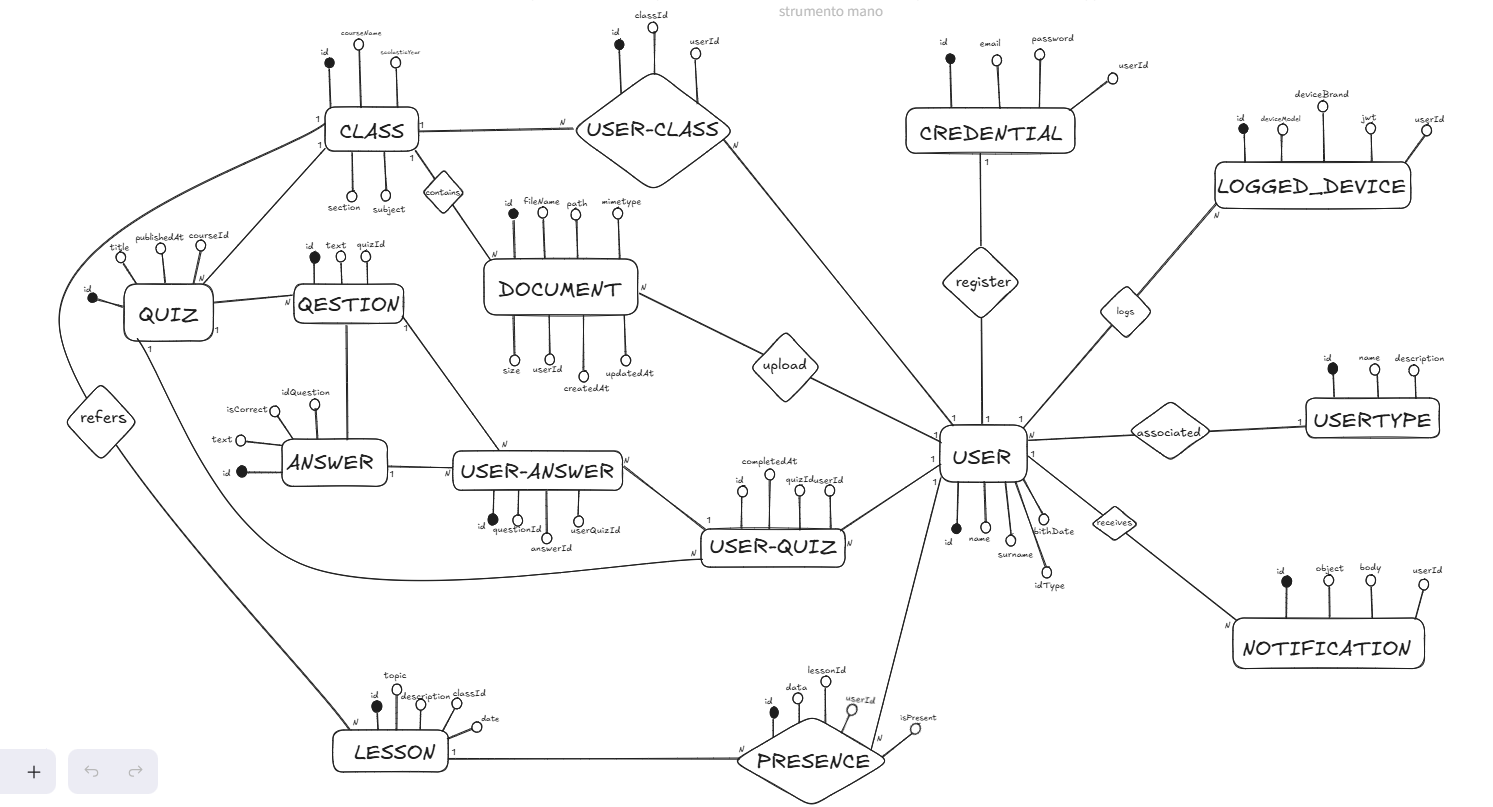 strumento mano
id
courseName
scolasticYear
1
CLASS
1
1
1
section
subject
id
classId
userId
N
USER-CLASS
N
id
email
password
userId
CREDENTIAL
1
id
deviceModel
deviceBrand
jwt
userId
LOGGED_DEVICE
N
contains
id
fileName
path
mimetype
N
DOCUMENT
N
size
userId
createdAt
updatedAt
title
publishedAt
courseId
id
N
QUIZ
1
1
id
text
quizId
N
QESTION
1
register
logs
upload
refers
isCorrect
idQuestion
text
id
ANSWER
1
N
N
USER-ANSWER
N
id
questionId
answerId
userQuizId
id
completedAt
quizId
userId
1
USER-QUIZ
N
N
1
1
1
1
N
USER
1
1
1
id
name
surname
bithDate
idType
associated
1
id
name
description
USERTYPE
receives
id
object
body
userId
N
NOTIFICATION
id
topic
description
classId
date
N
LESSON
1
id
data
lessonId
userId
isPresent
N
N
PRESENCE